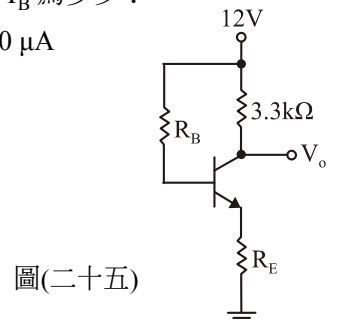 I_B 為多少?
0 μA
12V
3.3kΩ
R_B
V_o
R_E
圖(二十五)